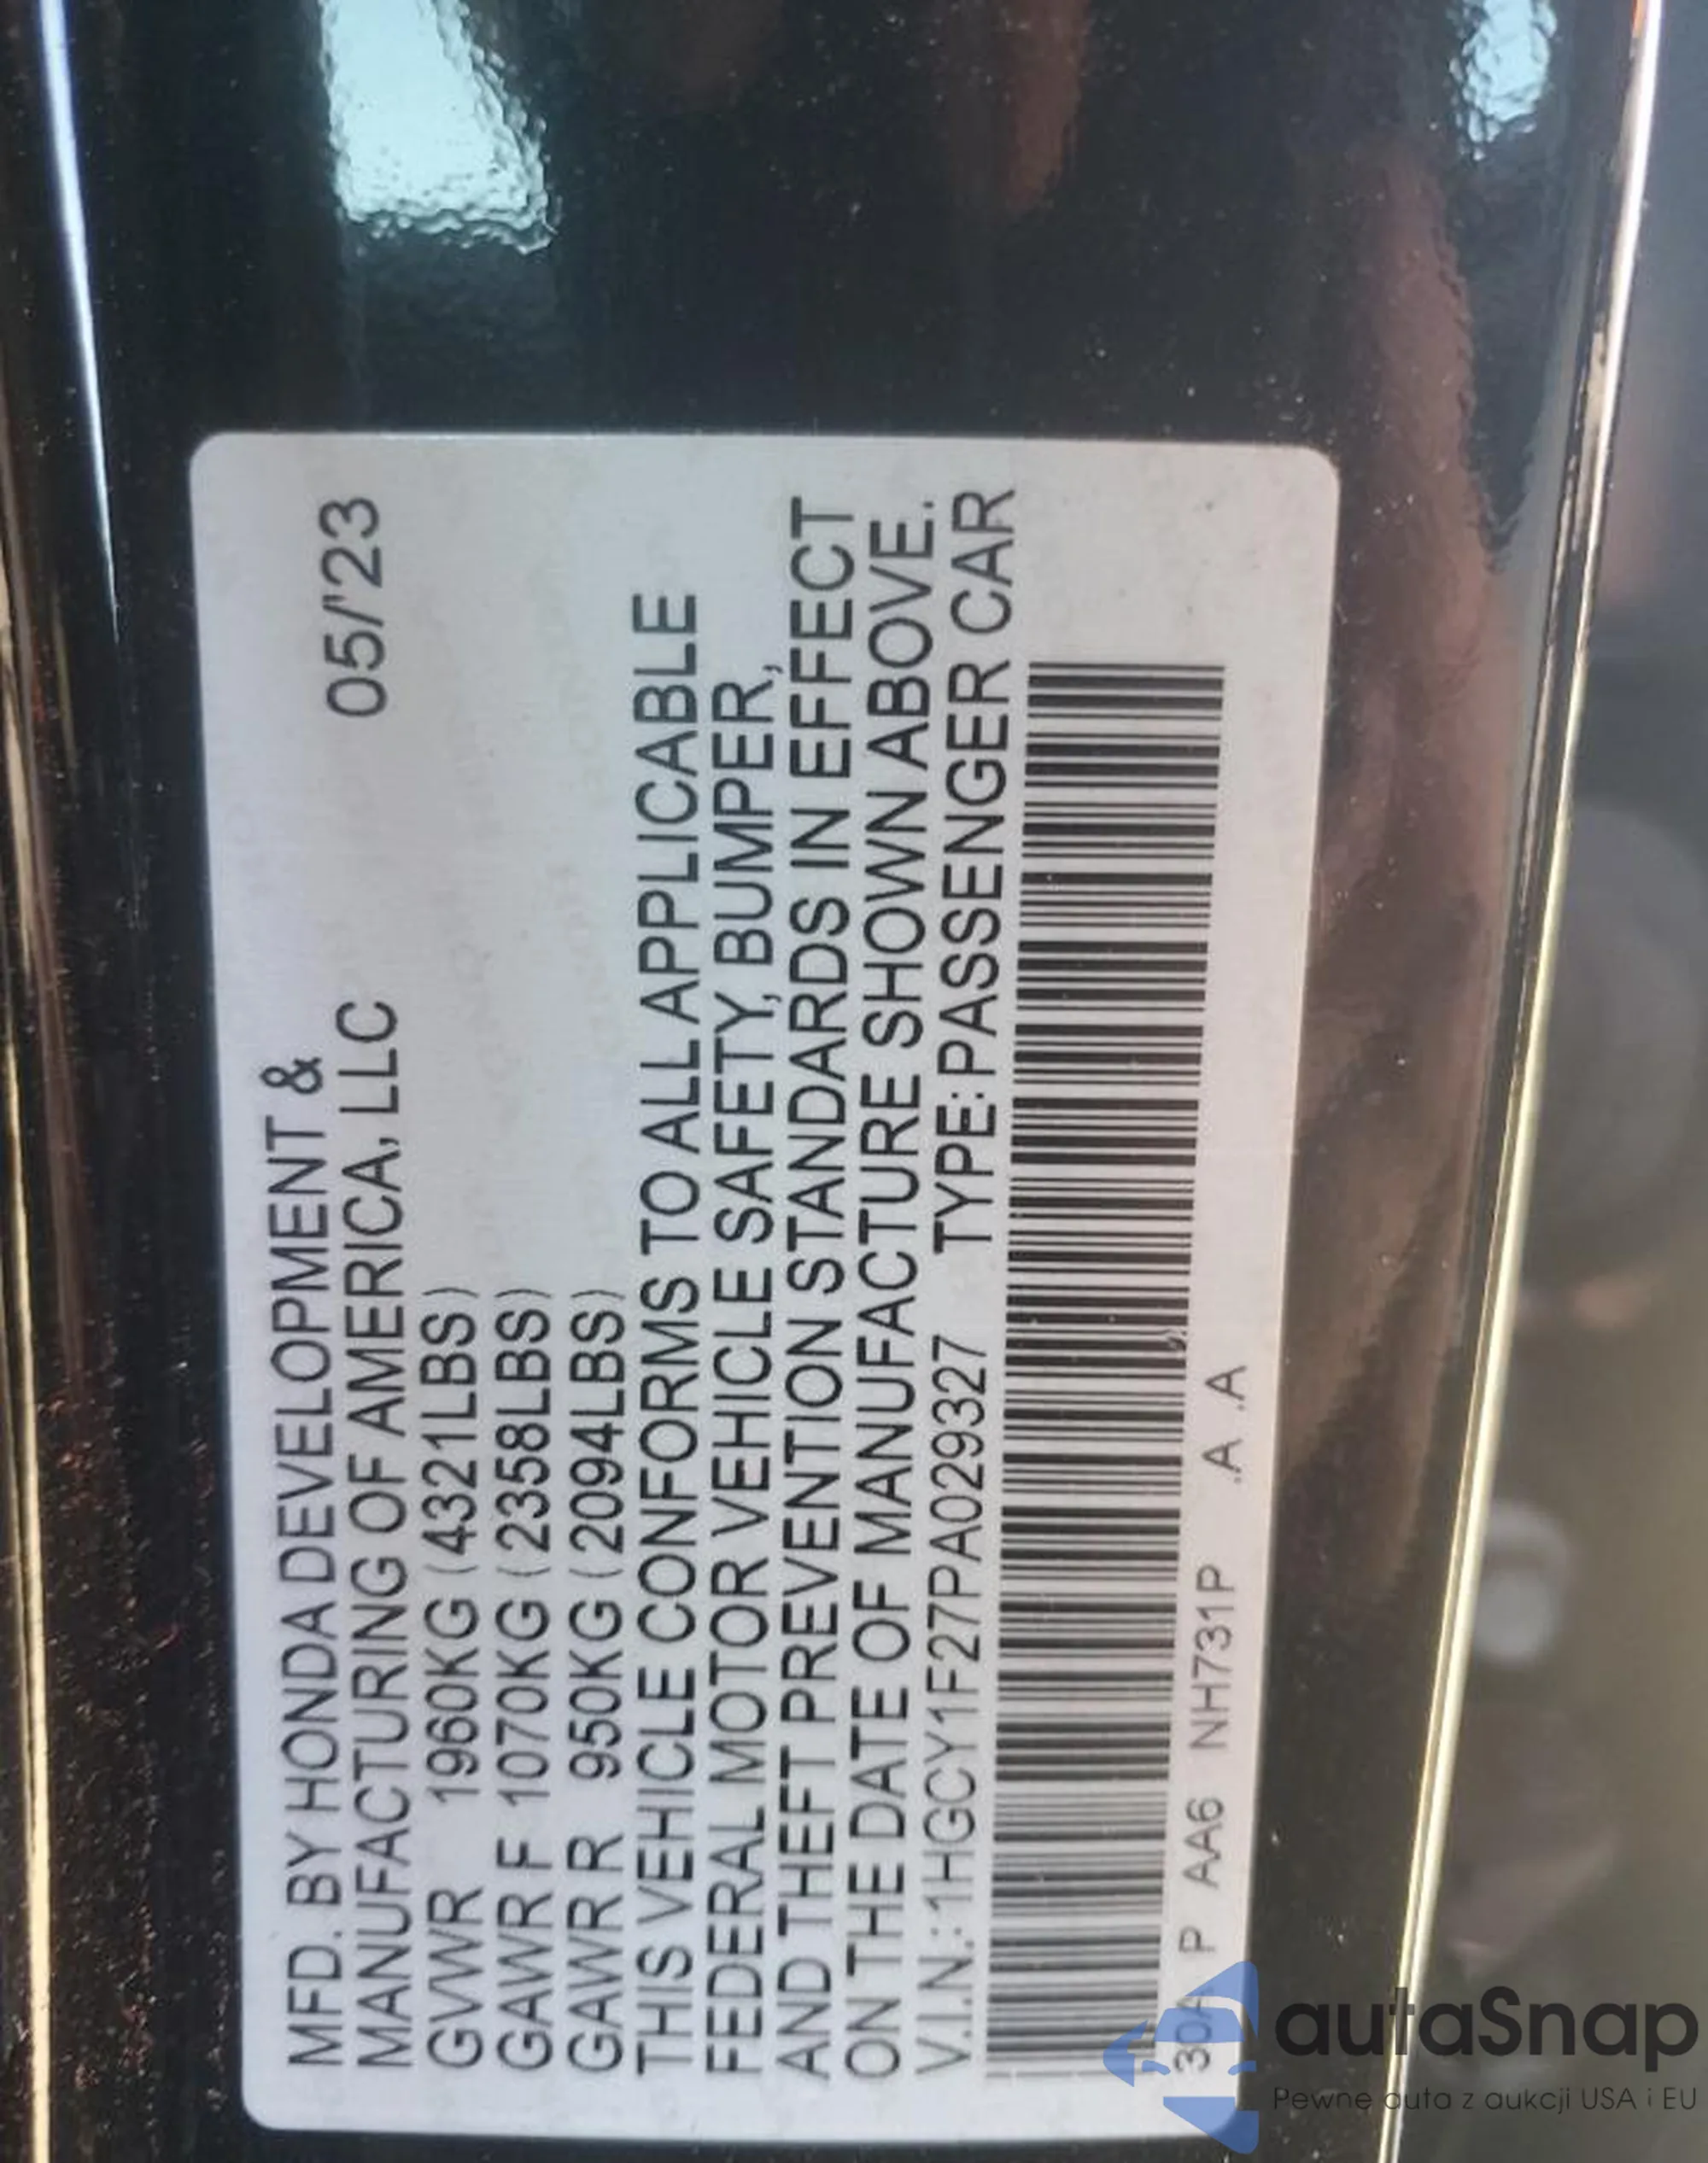 MFD. BY HONDA DEVELOPMENT &
MANUFACTURING OF AMERICA, LLC 05/'23
GVWR 1960KG (4321LBS)
GAWR F 1070KG (2358LBS)
GAWR R 950KG (2094LBS)
THIS VEHICLE CONFORMS TO ALL APPLICABLE
FEDERAL MOTOR VEHICLE SAFETY, BUMPER,
AND THEFT PREVENTION STANDARDS IN EFFECT
ON THE DATE OF MANUFACTURE SHOWN ABOVE.
V.I.N.: 1HGCY1F27PA029327 TYPE: PASSENGER CAR
30A P AA6 NH731P .A .A
autaSnap
Pewne auta z aukcji USA i EU